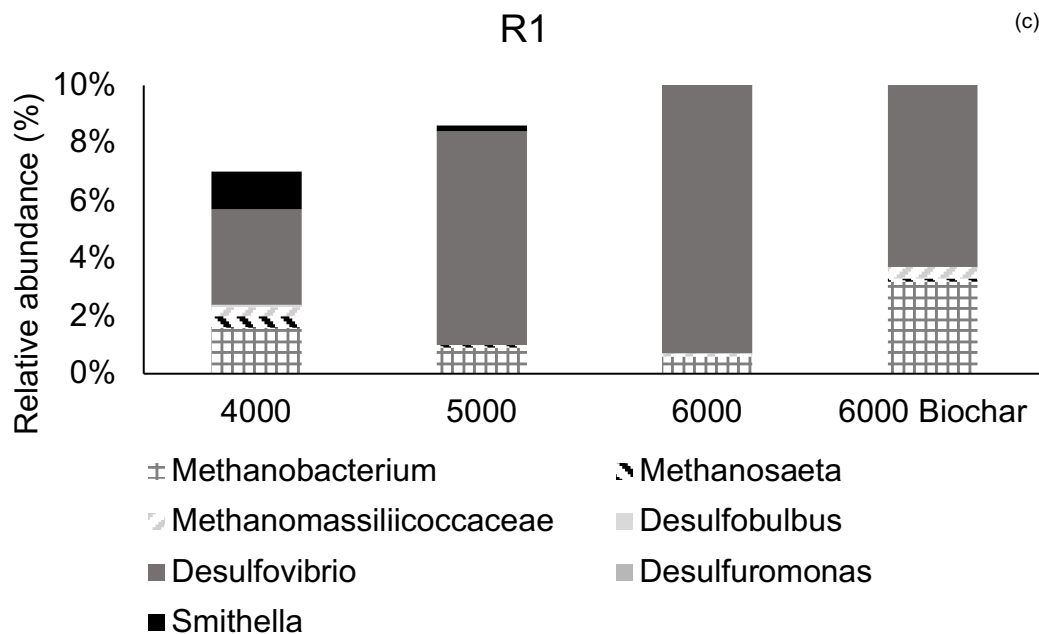 R1
(c)
Relative abundance (%)
10%
8%
6%
4%
2%
0%
4000 5000 6000 6000 Biochar
Methanobacterium Methanosaeta
Methanomassiliicoccaceae Desulfobulbus
Desulfovibrio Desulfuromonas
Smithella